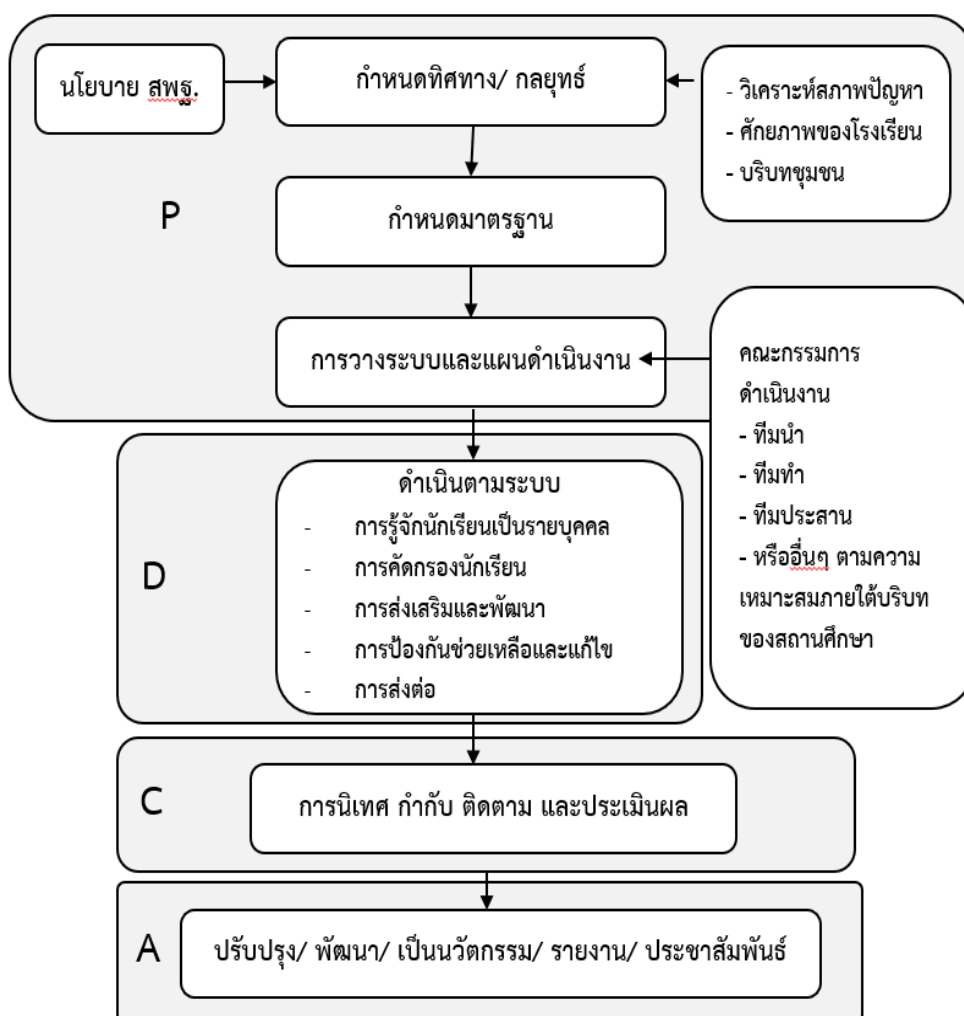 นโยบาย สพฐ.
กำหนดทิศทาง/ กลยุทธ์
- วิเคราะห์สภาพปัญหา
- ศักยภาพของโรงเรียน
- บริบทชุมชน
P
กำหนดมาตรฐาน
การวางระบบและแผนดำเนินงาน
คณะกรรมการ
ดำเนินงาน
- ทีมนำ
- ทีมทำ
- ทีมประสาน
- หรืออื่นๆ ตามความ
เหมาะสมภายใต้บริบท
ของสถานศึกษา
D
ดำเนินตามระบบ
- การรู้จักนักเรียนเป็นรายบุคคล
- การคัดกรองนักเรียน
- การส่งเสริมและพัฒนา
- การป้องกันช่วยเหลือและแก้ไข
- การส่งต่อ
C
การนิเทศ กำกับ ติดตาม และประเมินผล
A
ปรับปรุง/ พัฒนา/ เป็นนวัตกรรม/ รายงาน/ ประชาสัมพันธ์